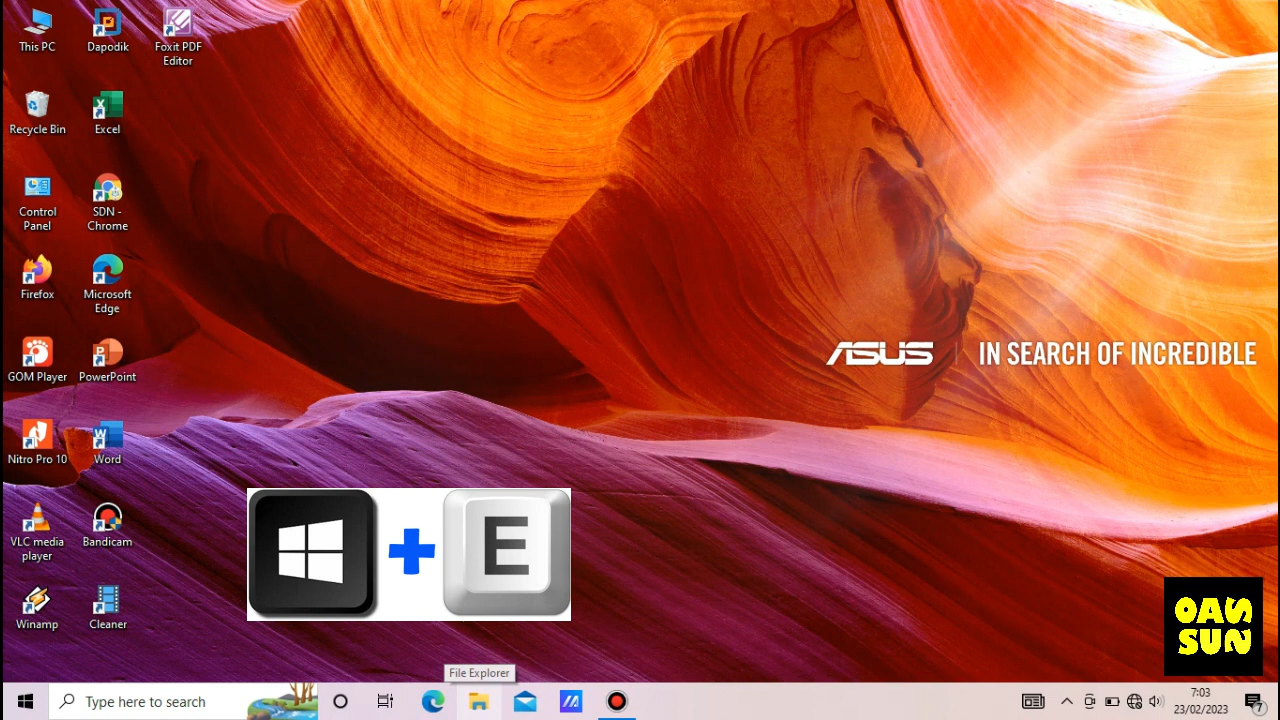 This PC
Dapodik
Foxit PDF
Editor
Recycle Bin
Excel
Control
Panel
SDN -
Chrome
Firefox
Microsoft
Edge
GOM Player
PowerPoint
Nitro Pro 10
Word
VLC media
player
Bandicam
Winamp
Cleaner
ASUS
IN SEARCH OF INCREDIBLE
E
OASSUN
File Explorer
Type here to search
7:03
23/02/2023
7